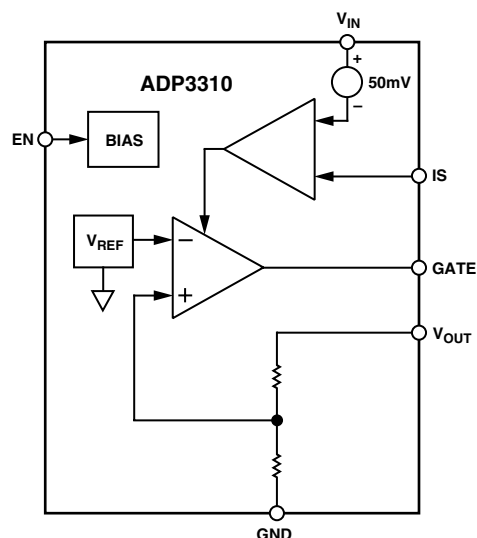 VIN
+
50mV
−
ADP3310
EN
BIAS
IS
VREF
−
+
GATE
VOUT
GND